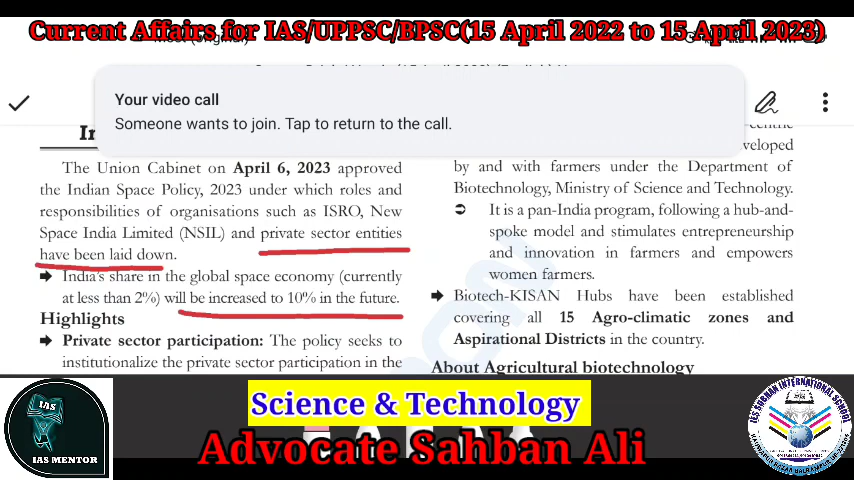 Current Affairs for IAS/UPPSC/BPSC(15 April 2022 to 15 April 2023)
Your video call
Someone wants to join. Tap to return to the call.
The Union Cabinet on April 6, 2023 approved
the Indian Space Policy, 2023 under which roles and
responsibilities of organisations such as ISRO, New
Space India Limited (NSIL) and private sector entities
have been laid down.
➡ India's share in the global space economy (currently
at less than 2%) will be increased to 10% in the future.
Highlights
➡ Private sector participation: The policy seeks to
institutionalize the private sector participation in the
by and with farmers under the Department of
Biotechnology, Ministry of Science and Technology.
➲ It is a pan-India program, following a hub-and-
spoke model and stimulates entrepreneurship
and innovation in farmers and empowers
women farmers.
➡ Biotech-KISAN Hubs have been established
covering all 15 Agro-climatic zones and
Aspirational Districts in the country.
About Agricultural biotechnology
Science & Technology
Advocate Sahban Ali
IAS
IAS MENTOR